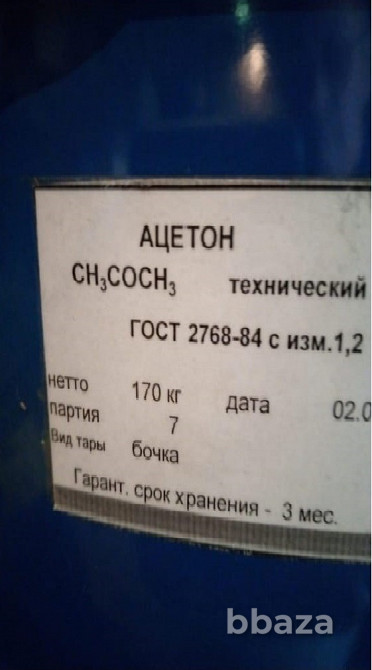 АЦЕТОН
CH₃COCH₃ технический
ГОСТ 2768-84 с изм.1,2
нетто 170 кг дата 02.0
партия 7
Вид тары бочка
Гарант. срок хранения - 3 мес.
bbaza